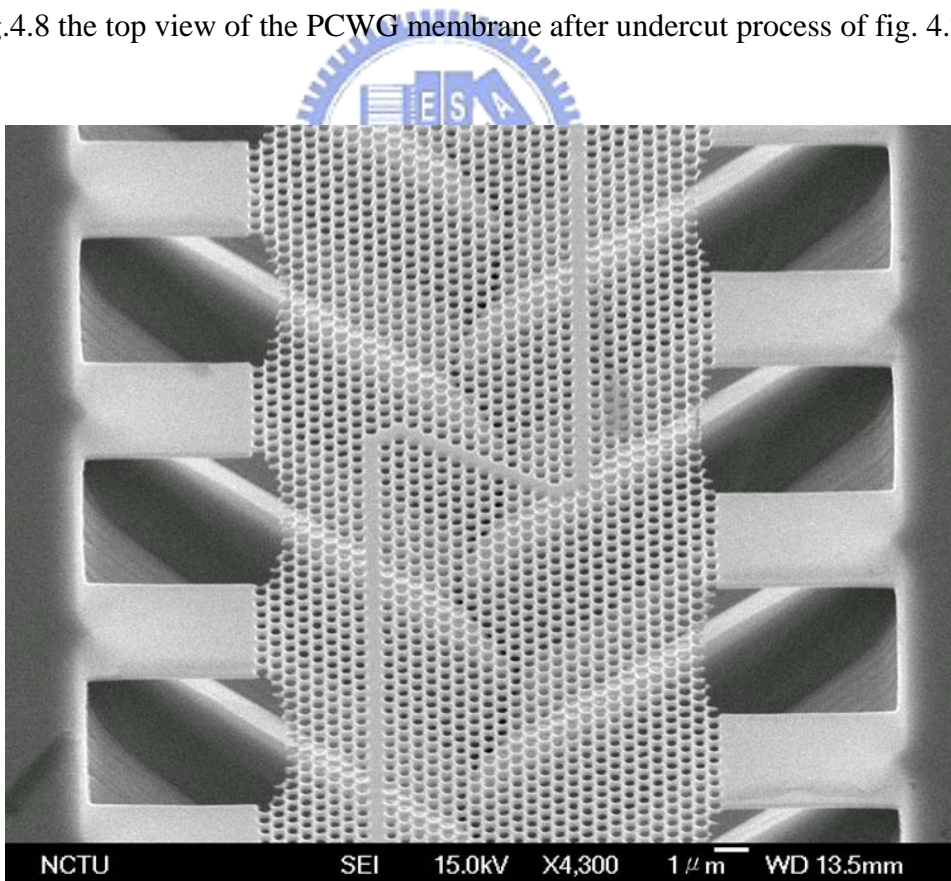 .4.8 the top view of the PCWG membrane after undercut process of fig. 4.
E S A
NCTU SEI 15.0kV X4,300 1 μ m WD 13.5mm